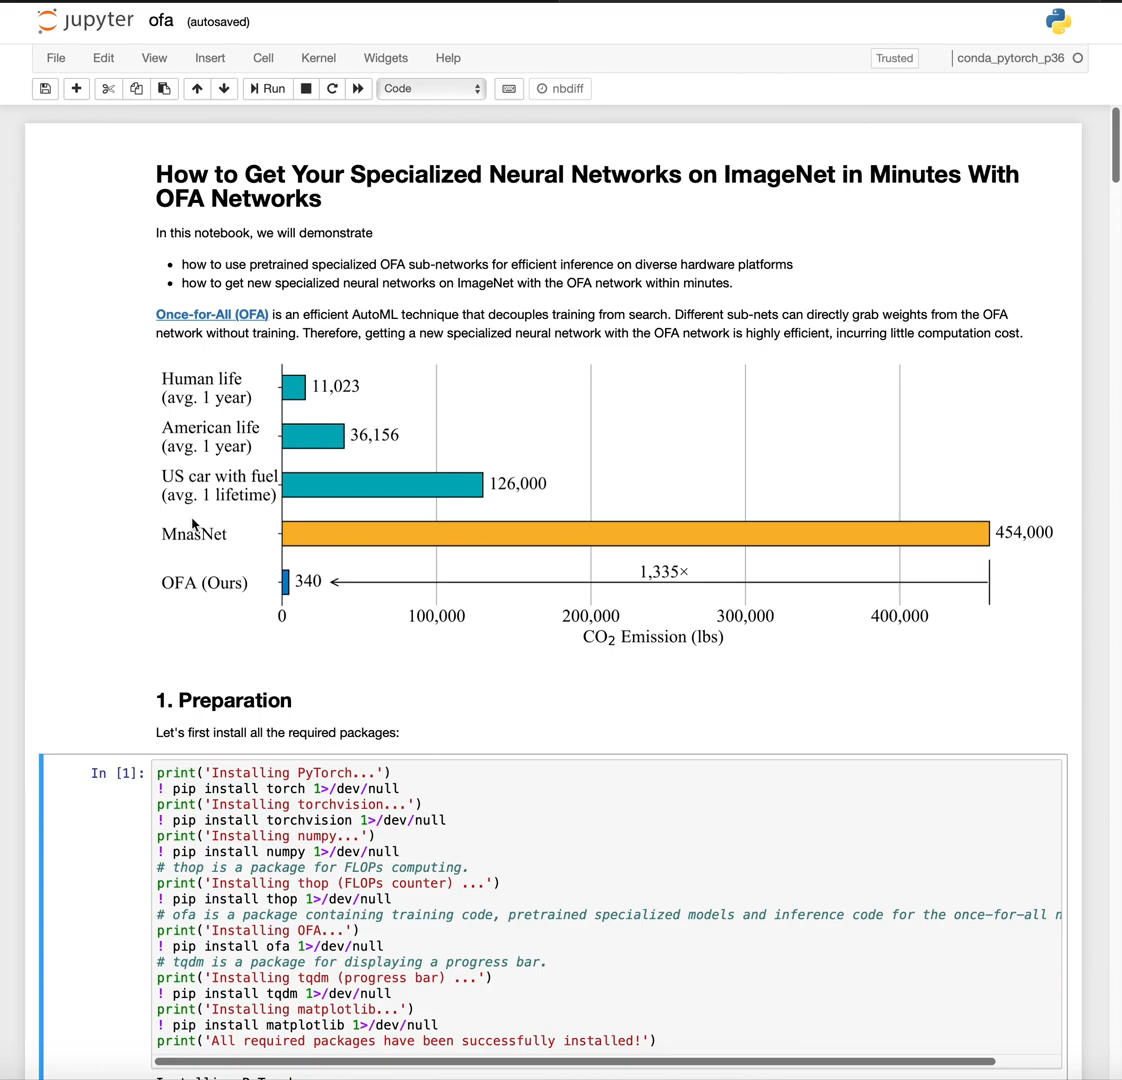 jupyter ofa (autosaved)
File Edit View Insert Cell Kernel Widgets Help Trusted conda_pytorch_p36
Run Code nbdiff
How to Get Your Specialized Neural Networks on ImageNet in Minutes With
OFA Networks
In this notebook, we will demonstrate
• how to use pretrained specialized OFA sub-networks for efficient inference on diverse hardware platforms
• how to get new specialized neural networks on ImageNet with the OFA network within minutes.
Once-for-All (OFA) is an efficient AutoML technique that decouples training from search. Different sub-nets can directly grab weights from the OFA
network without training. Therefore, getting a new specialized neural network with the OFA network is highly efficient, incurring little computation cost.
Human life
(avg. 1 year)
11,023
American life
(avg. 1 year)
36,156
US car with fuel
(avg. 1 lifetime)
126,000
MnasNet
454,000
OFA (Ours)
340
1,335×
0 100,000 200,000 300,000 400,000
CO2 Emission (lbs)
1. Preparation
Let's first install all the required packages:
In [1]: print('Installing PyTorch...')
! pip install torch 1>/dev/null
print('Installing torchvision...')
! pip install torchvision 1>/dev/null
print('Installing numpy...')
! pip install numpy 1>/dev/null
# thop is a package for FLOPs computing.
print('Installing thop (FLOPs counter) ...')
! pip install thop 1>/dev/null
# ofa is a package containing training code, pretrained specialized models and inference code for the once-for-all n
print('Installing OFA...')
! pip install ofa 1>/dev/null
# tqdm is a package for displaying a progress bar.
print('Installing tqdm (progress bar) ...')
! pip install tqdm 1>/dev/null
print('Installing matplotlib...')
! pip install matplotlib 1>/dev/null
print('All required packages have been successfully installed!')